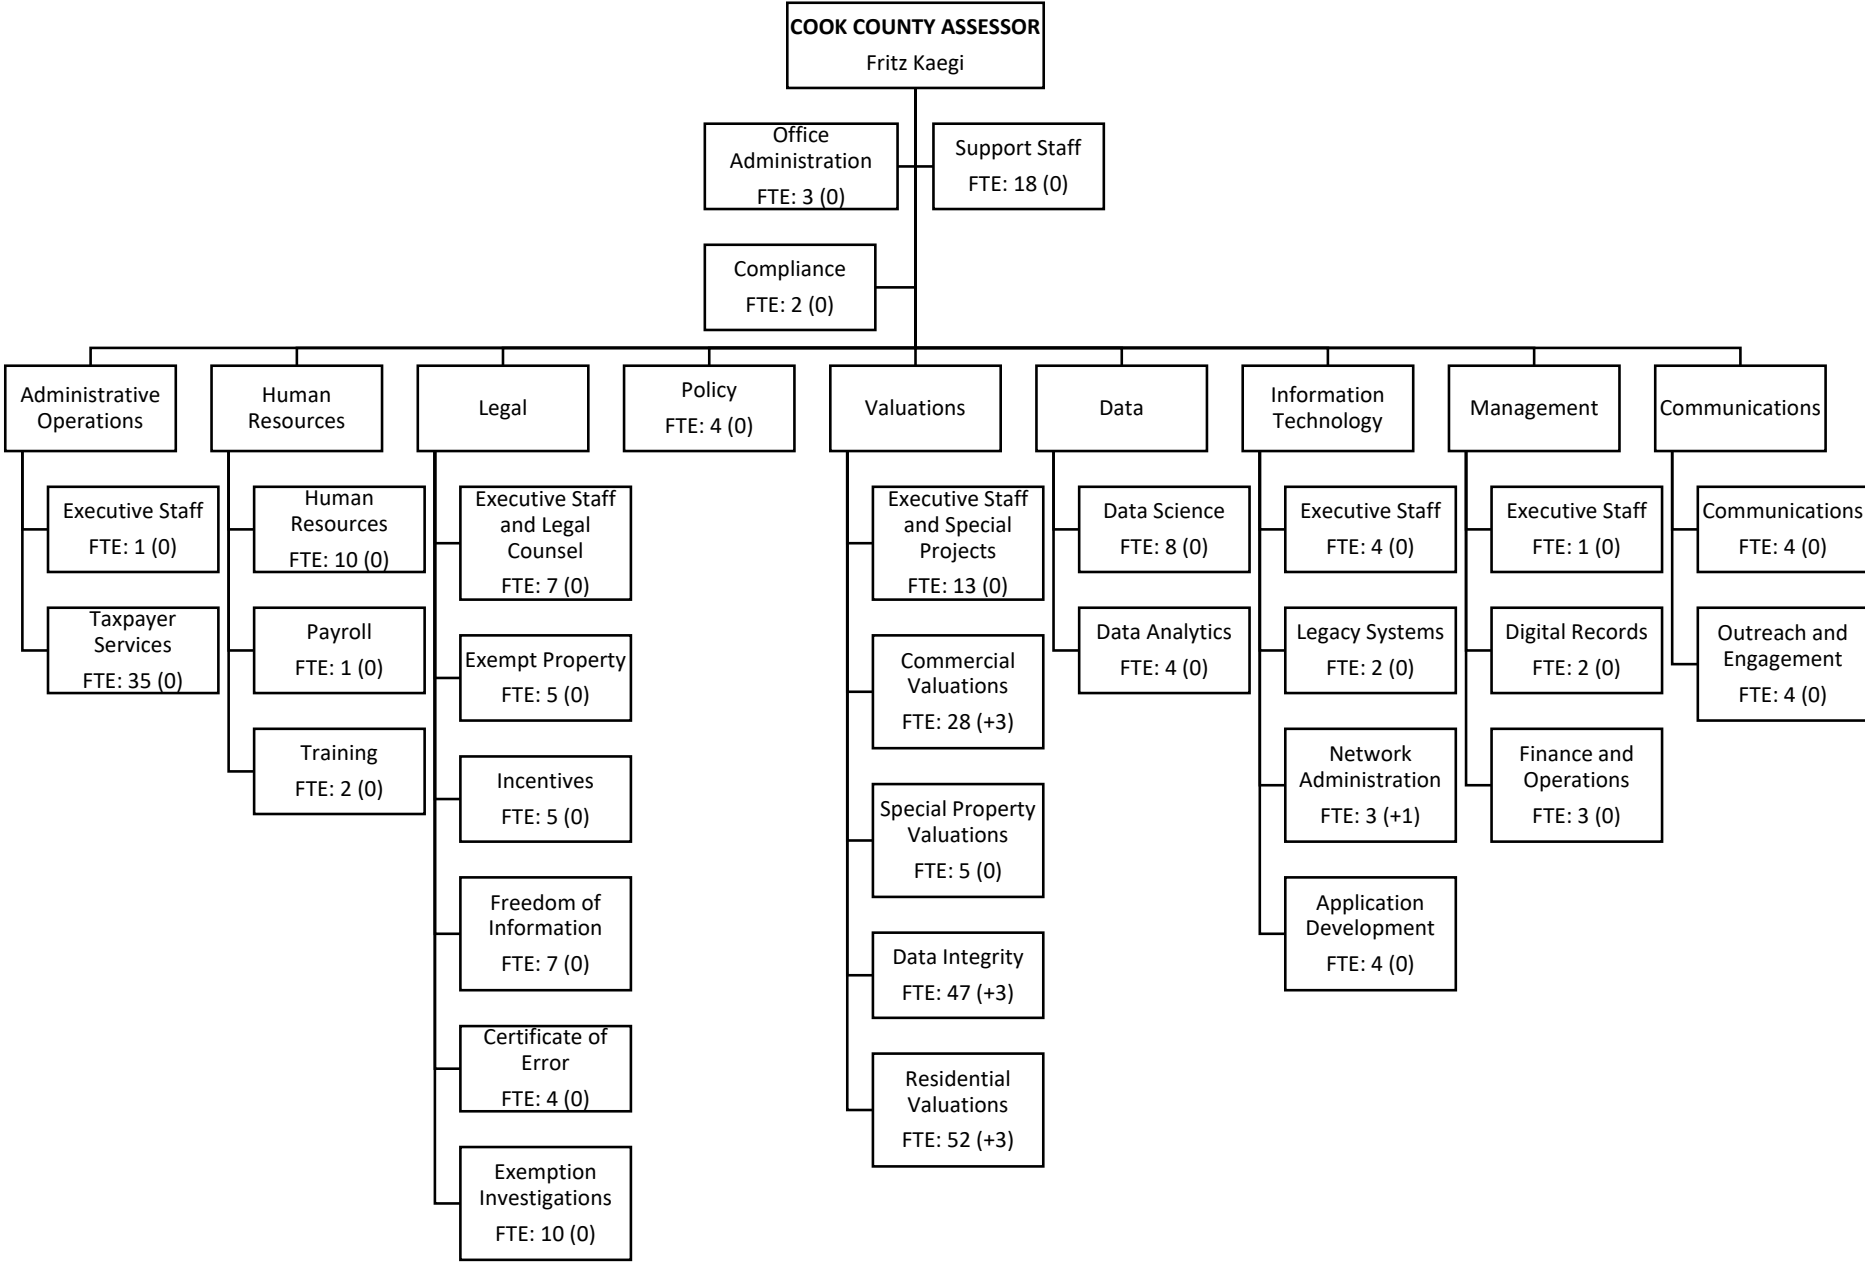 COOK COUNTY ASSESSOR
Fritz Kaegi
Office
Administration
FTE: 3 (0)
Support Staff
FTE: 18 (0)
Compliance
FTE: 2 (0)
Administrative
Operations
Executive Staff
FTE: 1 (0)
Taxpayer
Services
FTE: 35 (0)
Human
Resources
Human
Resources
FTE: 10 (0)
Payroll
FTE: 1 (0)
Training
FTE: 2 (0)
Legal
Executive Staff
and Legal
Counsel
FTE: 7 (0)
Exempt Property
FTE: 5 (0)
Incentives
FTE: 5 (0)
Freedom of
Information
FTE: 7 (0)
Certificate of
Error
FTE: 4 (0)
Exemption
Investigations
FTE: 10 (0)
Policy
FTE: 4 (0)
Valuations
Executive Staff
and Special
Projects
FTE: 13 (0)
Commercial
Valuations
FTE: 28 (+3)
Special Property
Valuations
FTE: 5 (0)
Data Integrity
FTE: 47 (+3)
Residential
Valuations
FTE: 52 (+3)
Data
Data Science
FTE: 8 (0)
Data Analytics
FTE: 4 (0)
Information
Technology
Executive Staff
FTE: 4 (0)
Legacy Systems
FTE: 2 (0)
Network
Administration
FTE: 3 (+1)
Application
Development
FTE: 4 (0)
Management
Executive Staff
FTE: 1 (0)
Digital Records
FTE: 2 (0)
Finance and
Operations
FTE: 3 (0)
Communications
Communications
FTE: 4 (0)
Outreach and
Engagement
FTE: 4 (0)